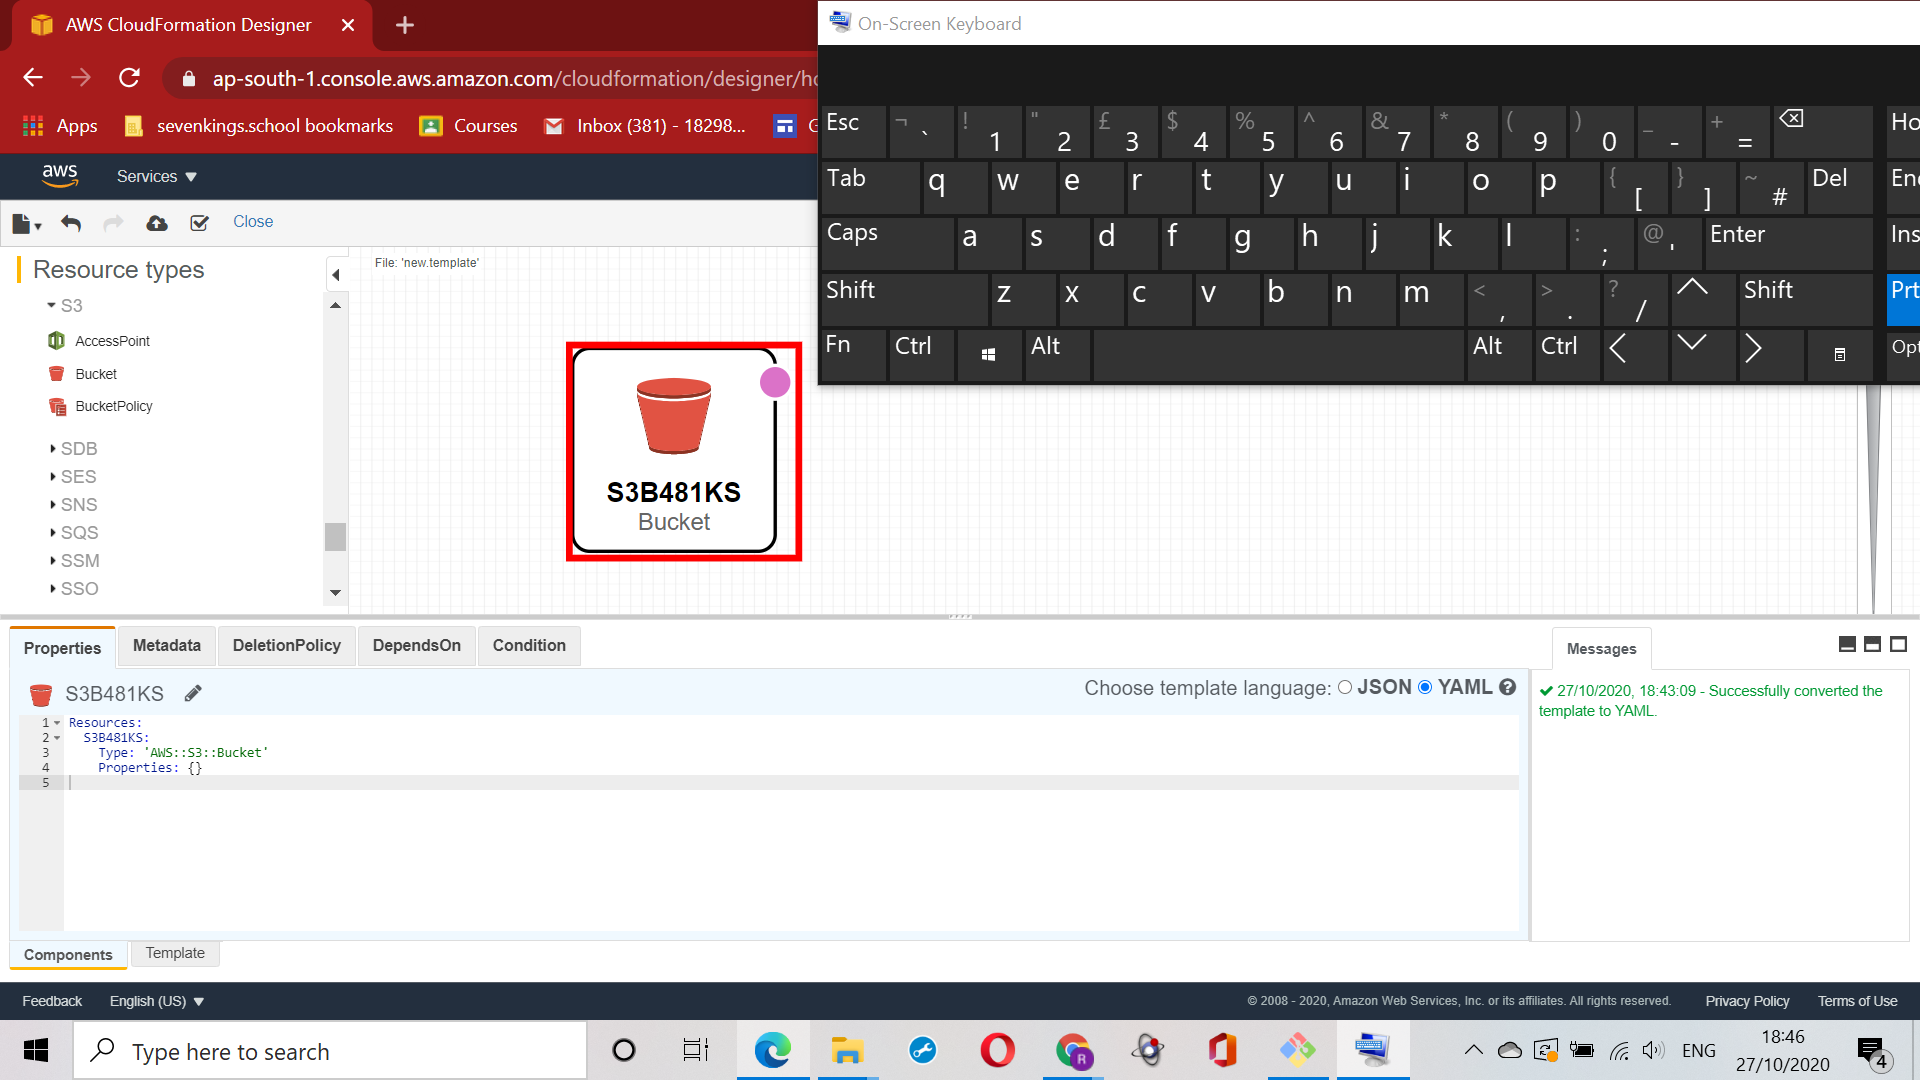 AWS CloudFormation Designer
On-Screen Keyboard
ap-south-1.console.aws.amazon.com/cloudformation/designer/h
Apps
sevenkings.school bookmarks
Courses
Inbox (381) - 18298...
G
aws
Services
Close
Esc ¬ ` ! 1 " 2 £ 3 $ 4 % 5 ^ 6 & 7 * 8 ( 9 ) 0 _ - + = Ho
Tab q w e r t y u i o p { [ } ] ~ # Del En
Caps a s d f g h j k l : ; @ ' Enter Ins
Shift z x c v b n m < , > . ? / Shift Prt
Fn Ctrl Alt Alt Ctrl Opt
Resource types
S3
AccessPoint
Bucket
BucketPolicy
SDB
SES
SNS
SQS
SSM
SSO
File: 'new.template'
S3B481KS
Bucket
Properties
Metadata
DeletionPolicy
DependsOn
Condition
Messages
S3B481KS
Choose template language: JSON YAML
1 Resources:
2 S3B481KS:
3 Type: 'AWS::S3::Bucket'
4 Properties: {}
5
27/10/2020, 18:43:09 - Successfully converted the
template to YAML.
Components
Template
Feedback
English (US)
© 2008 - 2020, Amazon Web Services, Inc. or its affiliates. All rights reserved.
Privacy Policy
Terms of Use
Type here to search
R
ENG
18:46
27/10/2020
4